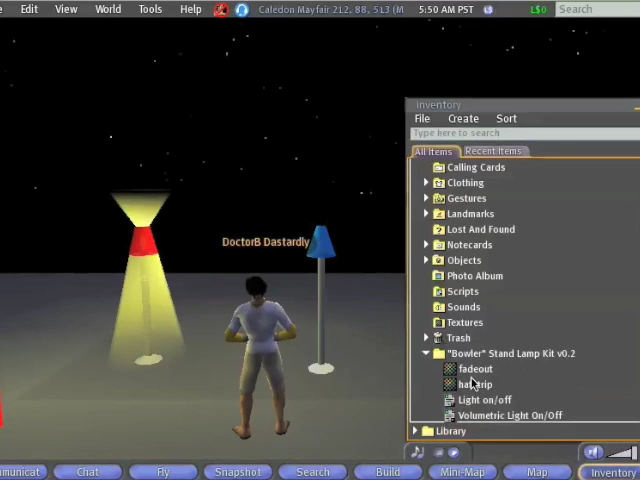 Edit View World Tools Help Caledon Mayfair 212, 88, 513 (M 5:50 AM PST L$0 Search
Inventory
File Create Sort
Type here to search
All Items Recent Items
Calling Cards
Clothing
Gestures
Landmarks
Lost And Found
Notecards
Objects
Photo Album
Scripts
Sounds
Textures
Trash
"Bowler" Stand Lamp Kit v0.2
fadeout
Light on/off
Volumetric Light On/Off
Library
DoctorB Dastardly
Chat Fly Snapshot Search Build Mini-Map Map Inventory